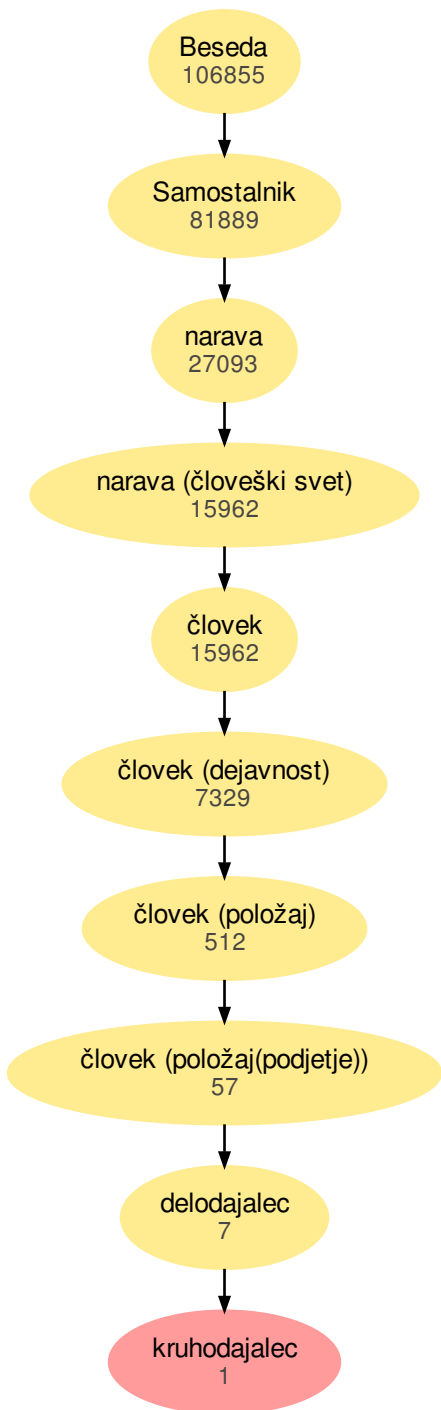 Beseda
106855
Samostalnik
81889
narava
27093
narava (človeški svet)
15962
človek
15962
človek (dejavnost)
7329
človek (položaj)
512
človek (položaj(podjetje))
57
delodajalec
7
kruhodajalec
1